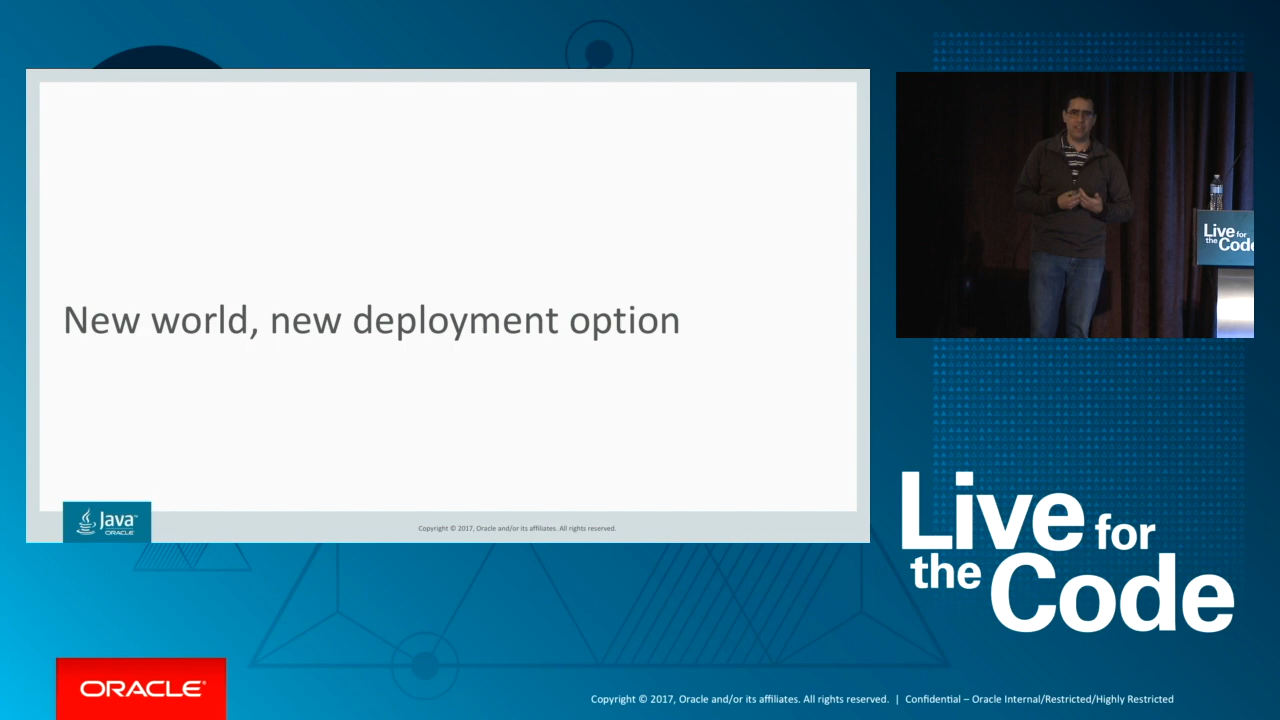 New world, new deployment option
Java™
ORACLE
Copyright © 2017, Oracle and/or its affiliates. All rights reserved.
Live for
the Code
Live for
the Code
ORACLE®
Copyright © 2017, Oracle and/or its affiliates. All rights reserved. | Confidential – Oracle Internal/Restricted/Highly Restricted